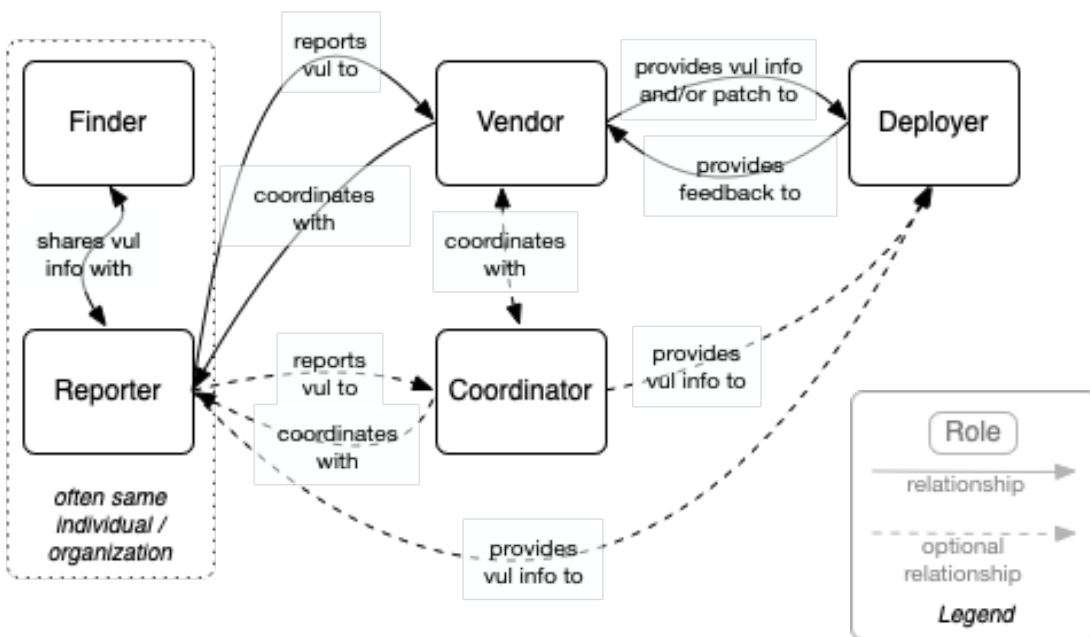 reports
vul to
Finder
Vendor
provides vul info
and/or patch to
Deployer
provides
feedback to
coordinates
with
shares vul
info with
coordinates
with
Reporter
reports
vul to
Coordinator
provides
vul info to
coordinates
with
often same
individual /
organization
provides
vul info to
Role
relationship
optional
relationship
Legend